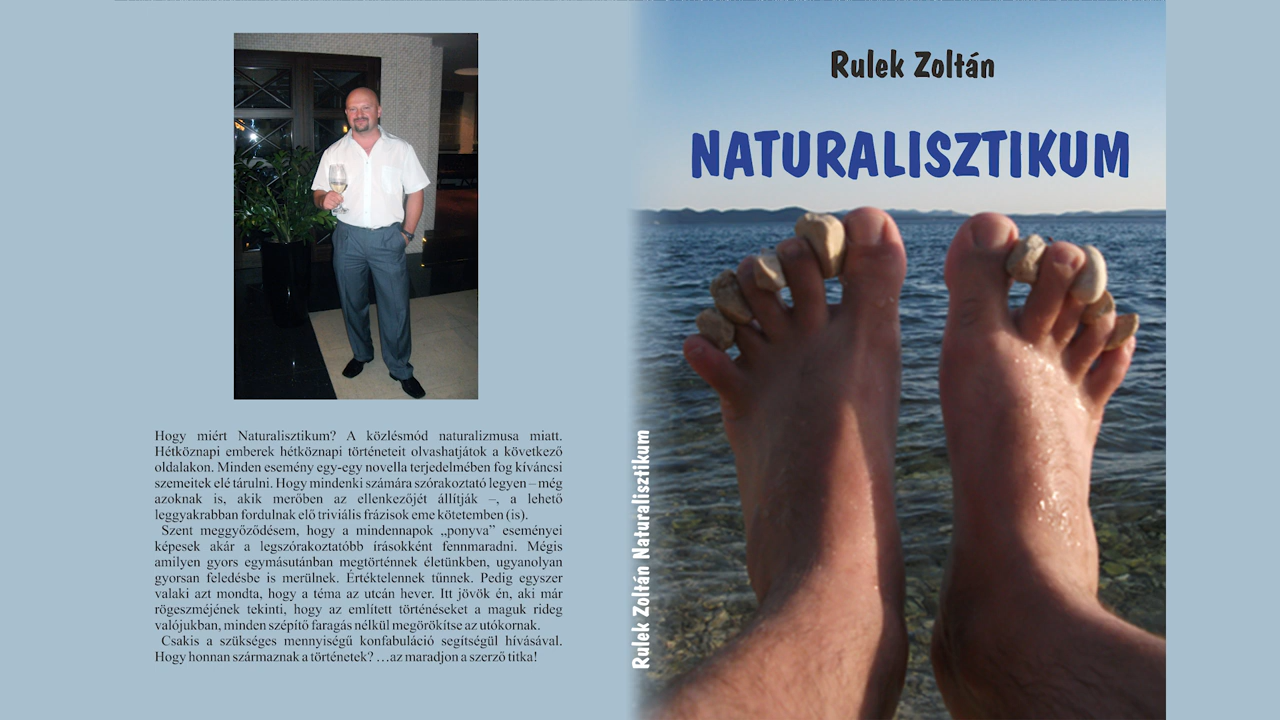 Hogy miért Naturalisztikum? A közlésmód naturalizmusa miatt.
Hétköznapi emberek hétköznapi történeteit olvashatjátok a következő
oldalakon. Minden esemény egy-egy novella terjedelmében fog kíváncsi
szemeitek elé tárulni. Hogy mindenki számára szórakoztató legyen – még
azoknak is, akik merőben az ellenkezőjét állítják –, a lehető
leggyakrabban fordulnak elő triviális frázisok eme kötetemben (is).
Szent meggyőződésem, hogy a mindennapok „ponyva” eseményei
képesek akár a legszórakoztatóbb írásokként fennmaradni. Mégis
amilyen gyors egymásutánban megtörténnek életünkben, ugyanolyan
gyorsan feledésbe is merülnek. Értéktelennek tűnnek. Pedig egyszer
valaki azt mondta, hogy a téma az utcán hever. Itt jövök én, aki már
rögeszméjének tekinti, hogy az említett történéseket a maguk rideg
valójukban, minden szépítő faragás nélkül megörökítse az utókornak.
Csakis a szükséges mennyiségű konfabuláció segítségül hívásával.
Hogy honnan származnak a történetek? …az maradjon a szerző titka!
Rulek Zoltán Naturalisztikum
Rulek Zoltán
NATURALISZTIKUM